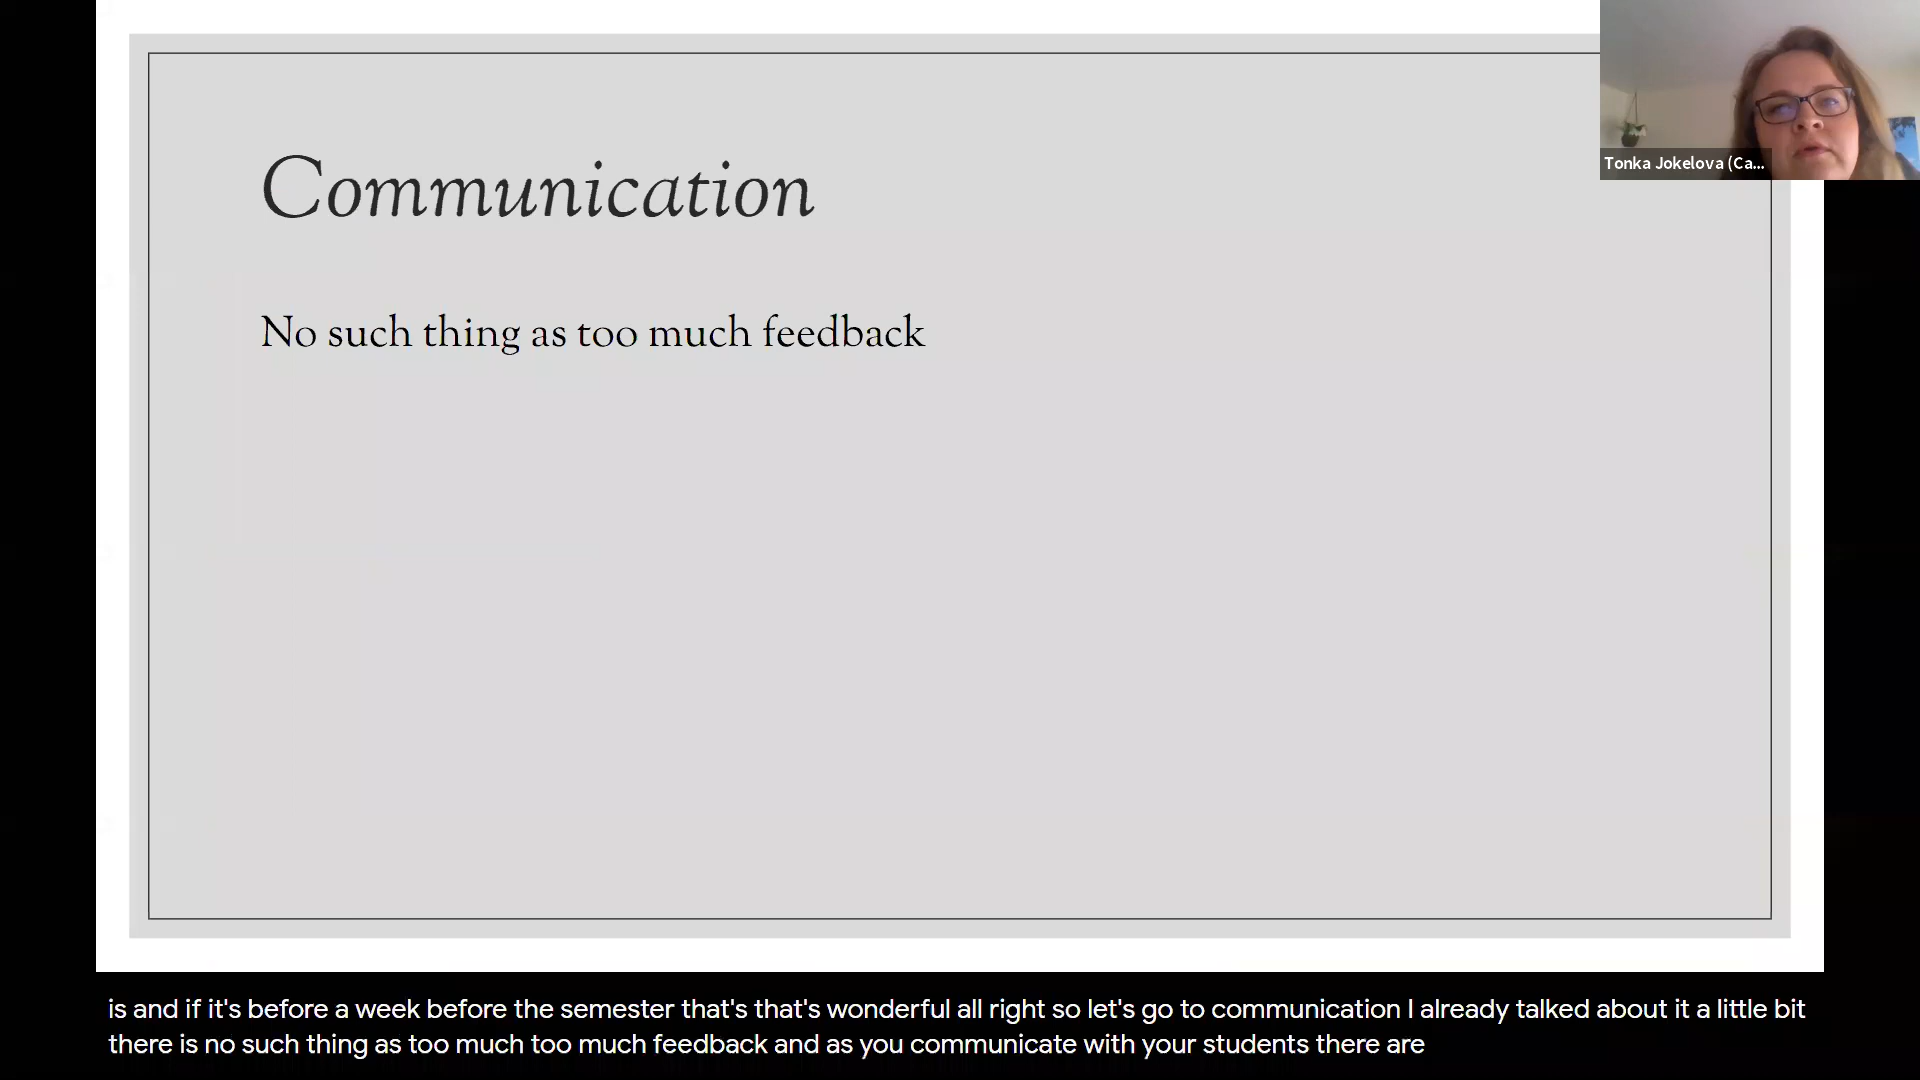 Communication
No such thing as too much feedback
Tonka Jokelova (Ca...
is and if it's before a week before the semester that's that's wonderful all right so let's go to communication I already talked about it a little bit
there is no such thing as too much too much feedback and as you communicate with your students there are